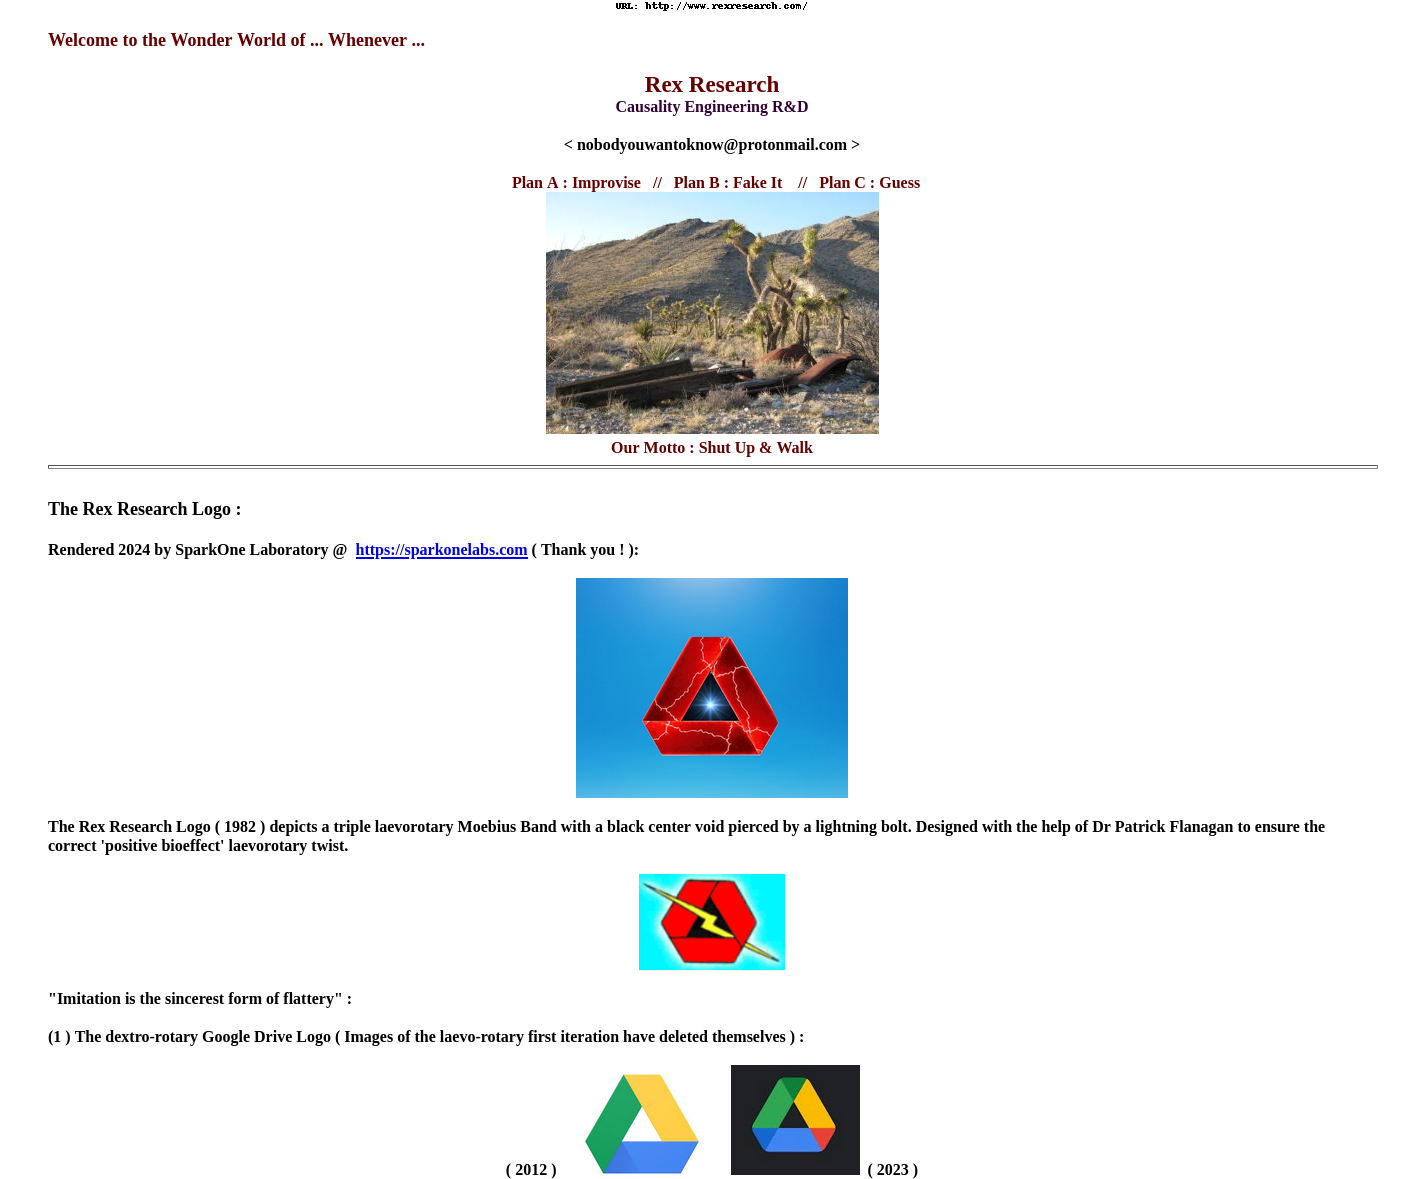 URL: http://www.rexresearch.com/
Welcome to the Wonder World of ... Whenever ...
Rex Research
Causality Engineering R&D
< nobodyouwantoknow@protonmail.com >
Plan A : Improvise // Plan B : Fake It // Plan C : Guess
Our Motto : Shut Up & Walk
The Rex Research Logo :
Rendered 2024 by SparkOne Laboratory @ https://sparkonelabs.com ( Thank you ! ):
The Rex Research Logo ( 1982 ) depicts a triple laevorotary Moebius Band with a black center void pierced by a lightning bolt. Designed with the help of Dr Patrick Flanagan to ensure the
correct 'positive bioeffect' laevorotary twist.
"Imitation is the sincerest form of flattery" :
(1 ) The dextro-rotary Google Drive Logo ( Images of the laevo-rotary first iteration have deleted themselves ) :
( 2012 ) ( 2023 )